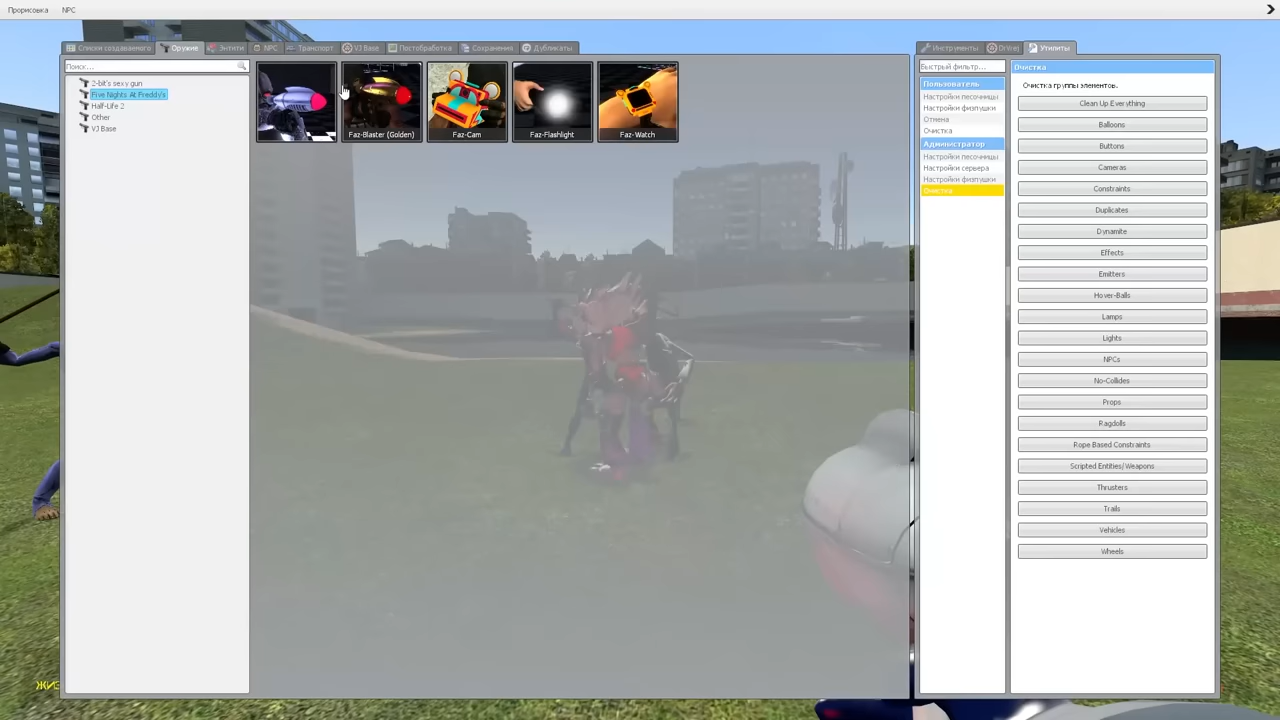 Прорисовка NPC
Списки создаваемого Оружие Энтити NPC Транспорт VJ Base Постобработка Сохранения Дубликаты
Инструменты Утилиты
Поиск...
2-bit's sexy gun
Five Nights At Freddy's
Half-Life 2
Other
VJ Base
Faz-Blaster (Golden)
Faz-Cam
Faz-Flashlight
Faz-Watch
Быстрый фильтр...
Пользователь
Настройки песочницы
Настройки физпушки
Отмена
Очистка
Администратор
Настройки песочницы
Настройки сервера
Настройки физпушки
Очистка
Очистка
Очистка группы элементов.
Clean Up Everything
Balloons
Buttons
Cameras
Constraints
Duplicates
Dynamite
Effects
Emitters
Hover-Balls
Lamps
Lights
NPCs
No-Collides
Props
Ragdolls
Rope Based Constraints
Scripted Entities/Weapons
Thrusters
Trails
Vehicles
Wheels